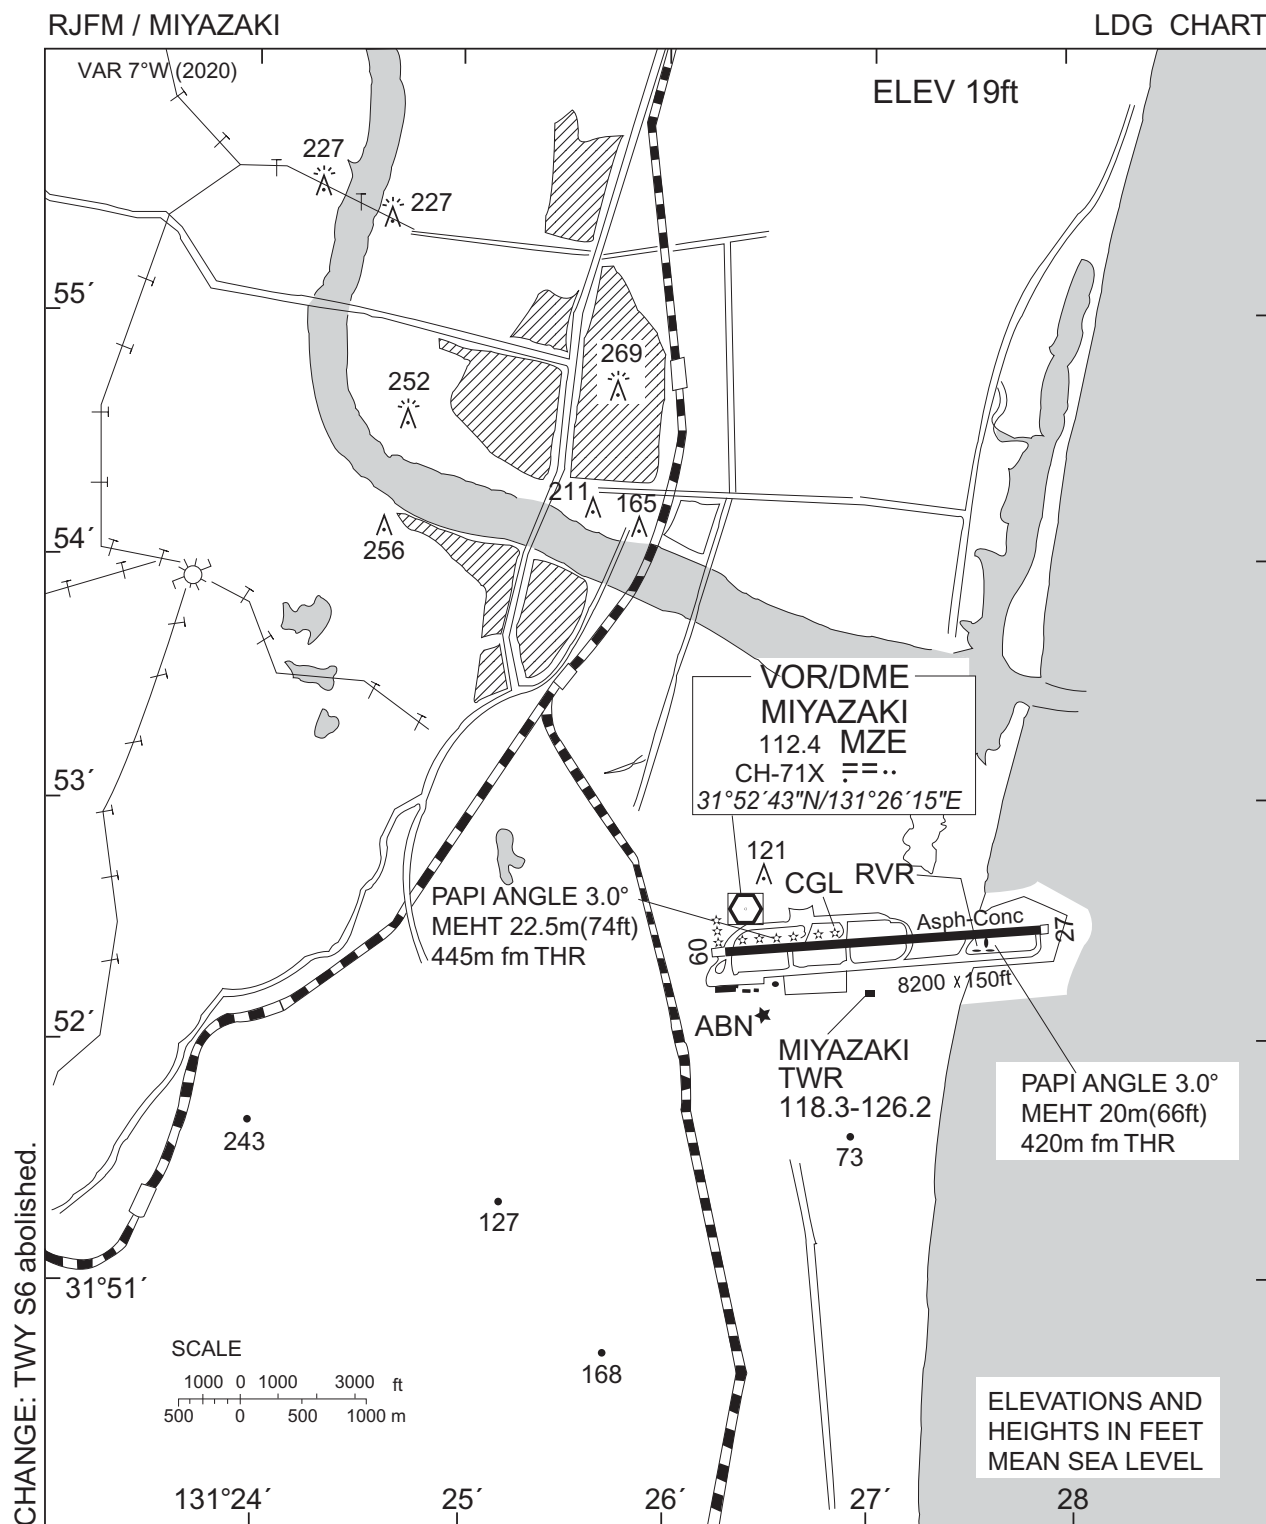 RJFM / MIYAZAKI
LDG CHART
VAR 7°W (2020)
ELEV 19ft
227
227
55´
269
252
211
165
256
54´
VOR/DME
MIYAZAKI
112.4 MZE
CH-71X
31°52´43"N/131°26´15"E
53´
121
CGL
RVR
PAPI ANGLE 3.0°
MEHT 22.5m(74ft)
445m fm THR
Asph-Conc
09
27
8200 x 150ft
ABN
52´
MIYAZAKI
TWR
118.3-126.2
PAPI ANGLE 3.0°
MEHT 20m(66ft)
420m fm THR
243
73
127
31°51´
168
SCALE
1000 0 1000 3000 ft
500 0 500 1000 m
ELEVATIONS AND
HEIGHTS IN FEET
MEAN SEA LEVEL
131°24´
25´
26´
27´
28
CHANGE: TWY S6 abolished.